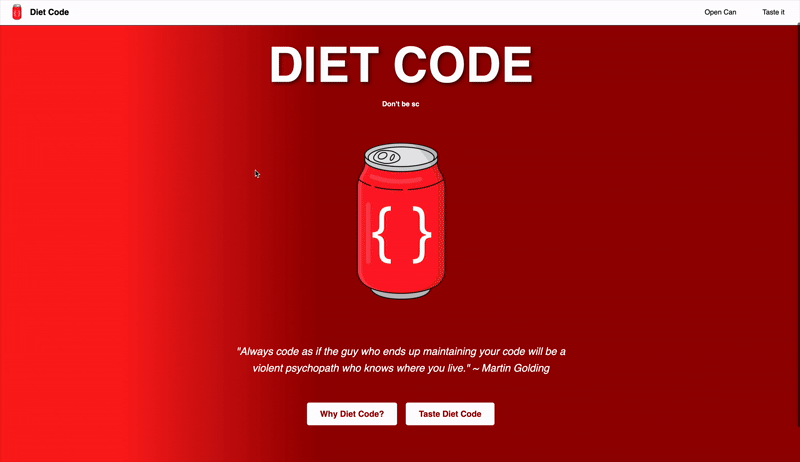 Diet Code
Open Can
Taste it
DIET CODE
Don't be sc
{ }
"Always code as if the guy who ends up maintaining your code will be a
violent psychopath who knows where you live." ~ Martin Golding
Why Diet Code?
Taste Diet Code